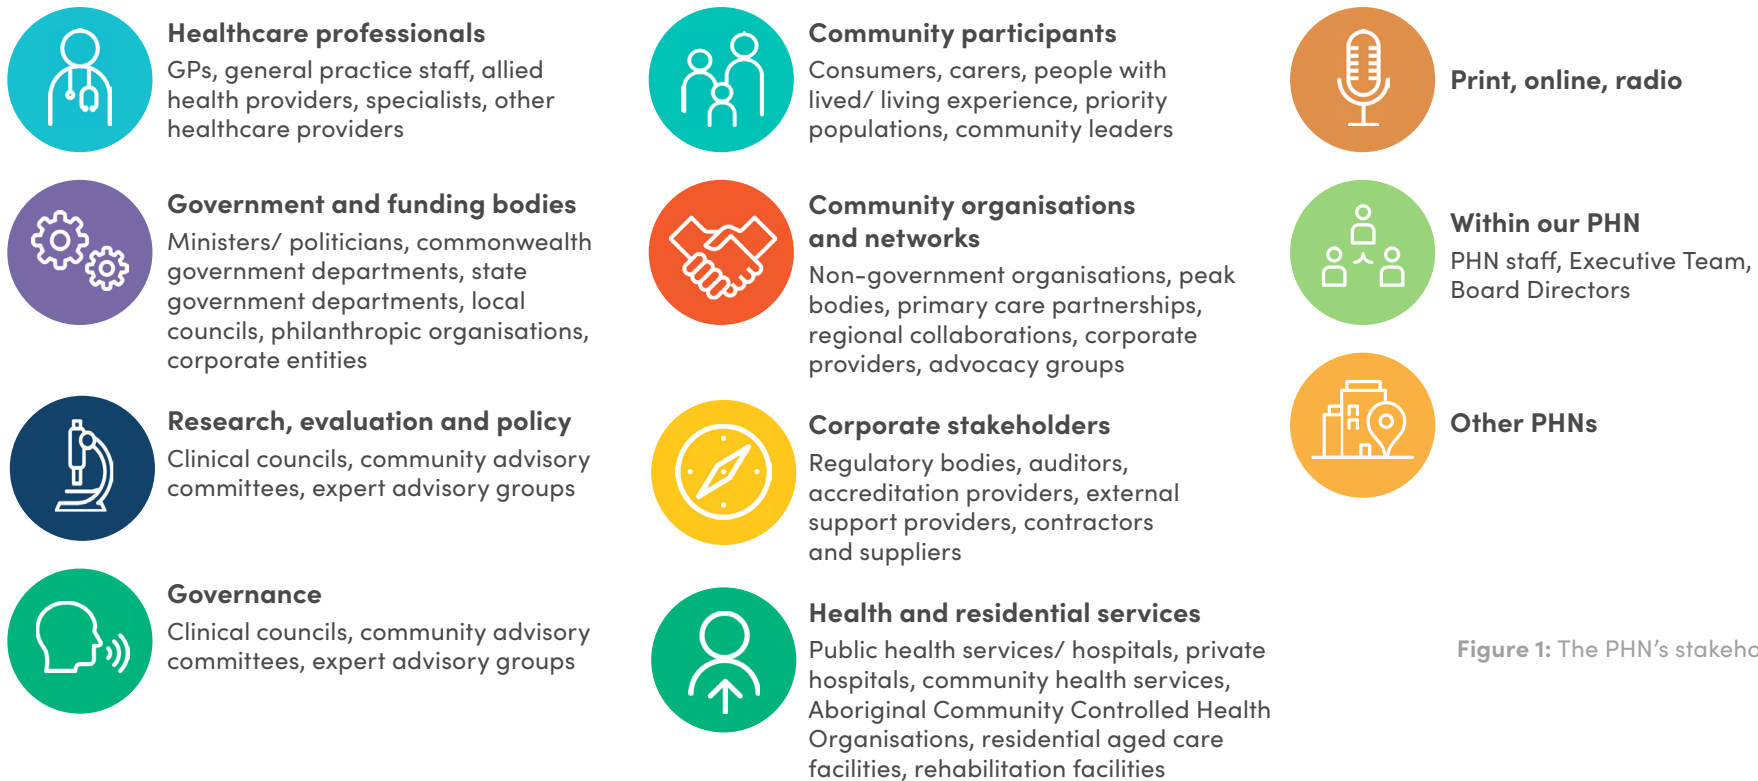 Healthcare professionals
GPs, general practice staff, allied
health providers, specialists, other
healthcare providers
Government and funding bodies
Ministers/ politicians, commonwealth
government departments, state
government departments, local
councils, philanthropic organisations,
corporate entities
Research, evaluation and policy
Clinical councils, community advisory
committees, expert advisory groups
Governance
Clinical councils, community advisory
committees, expert advisory groups
Community participants
Consumers, carers, people with
lived/ living experience, priority
populations, community leaders
Community organisations
and networks
Non-government organisations, peak
bodies, primary care partnerships,
regional collaborations, corporate
providers, advocacy groups
Corporate stakeholders
Regulatory bodies, auditors,
accreditation providers, external
support providers, contractors
and suppliers
Health and residential services
Public health services/ hospitals, private
hospitals, community health services,
Aboriginal Community Controlled Health
Organisations, residential aged care
facilities, rehabilitation facilities
Print, online, radio
Within our PHN
PHN staff, Executive Team,
Board Directors
Other PHNs
Figure 1: The PHN's